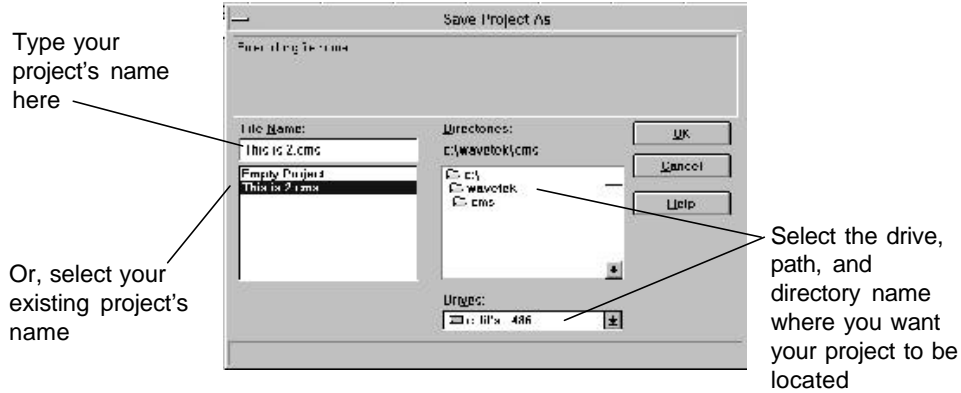 Save Project As
Type your
project's name
here
File Name:
This is 2.cms
Empty Project
This is 2.cms
Directories:
c:\wavetek\cms
c:\
wavetek
cms
OK
Cancel
Help
Or, select your
existing project's
name
Drives:
486
Select the drive,
path, and
directory name
where you want
your project to be
located